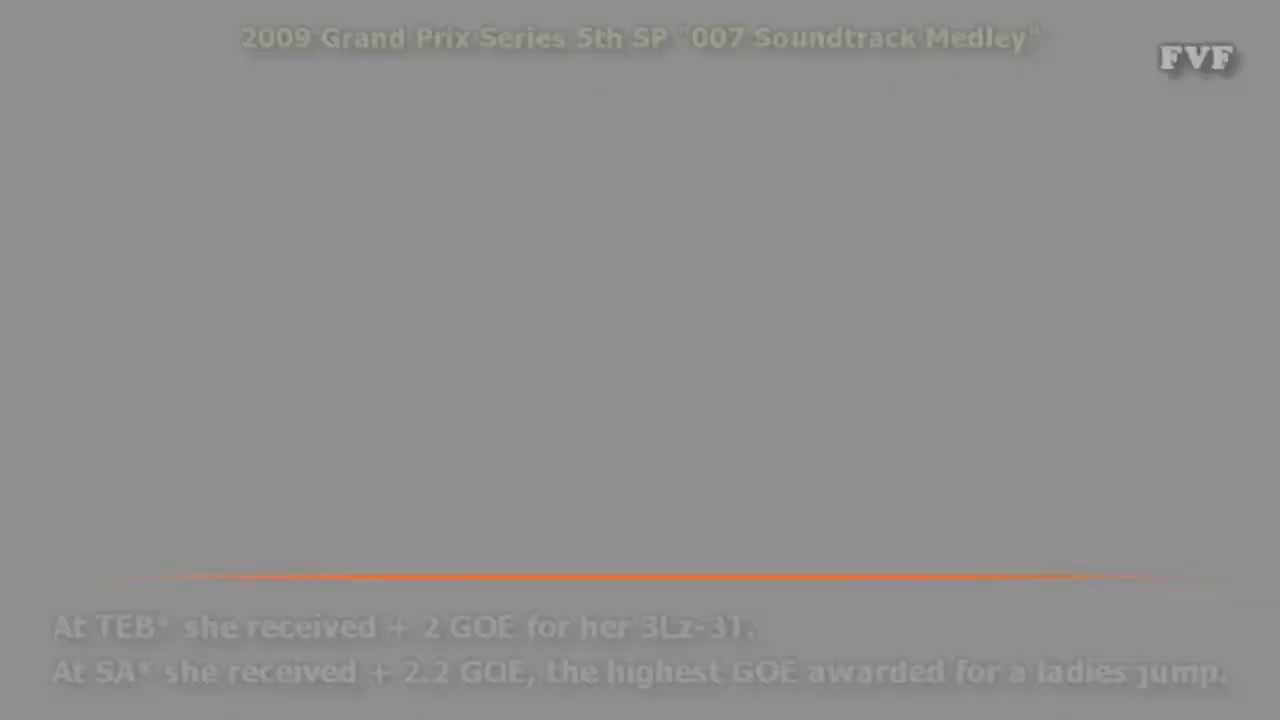 2009 Grand Prix Series 5th SP "007 Soundtrack Medley"
FVF
At TEB* she received + 2 GOE for her 3Lz-3T.
At SA* she received + 2.2 GOE, the highest GOE awarded for a ladies jump.